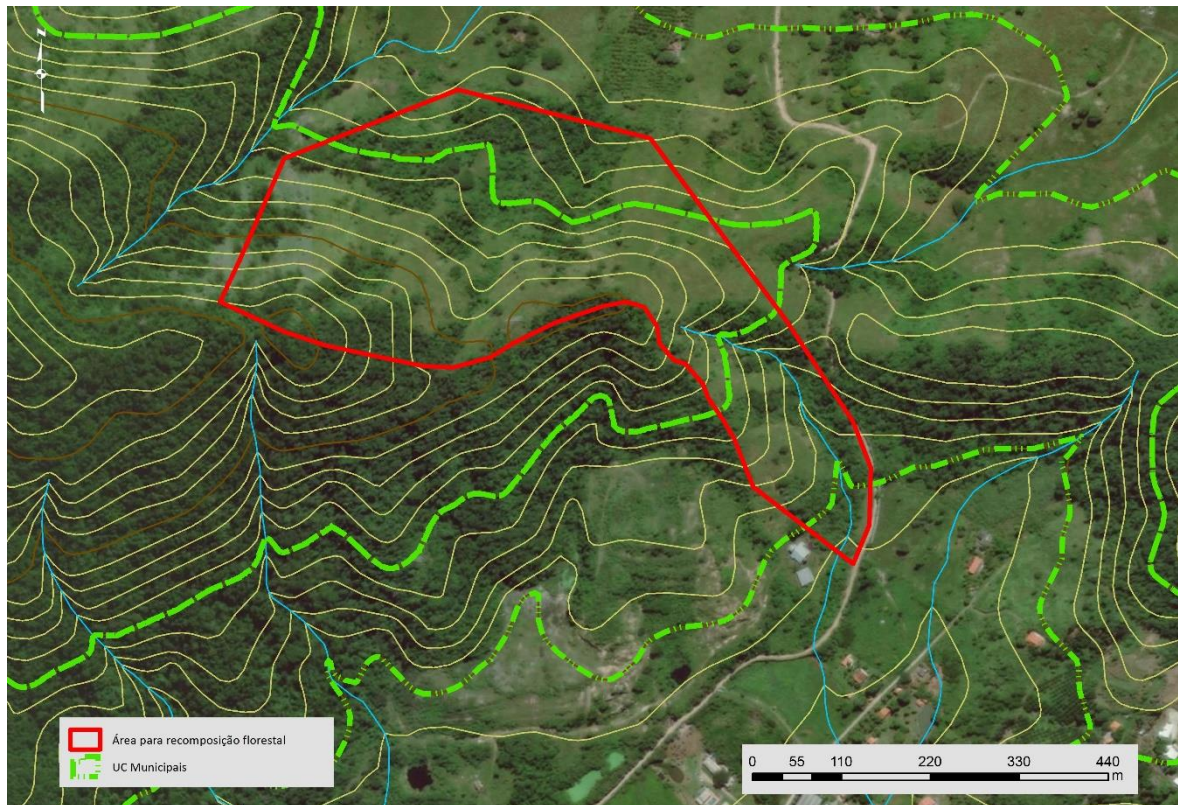 N
Área para recomposição florestal
UC Municipais
0 55 110 220 330 440
m